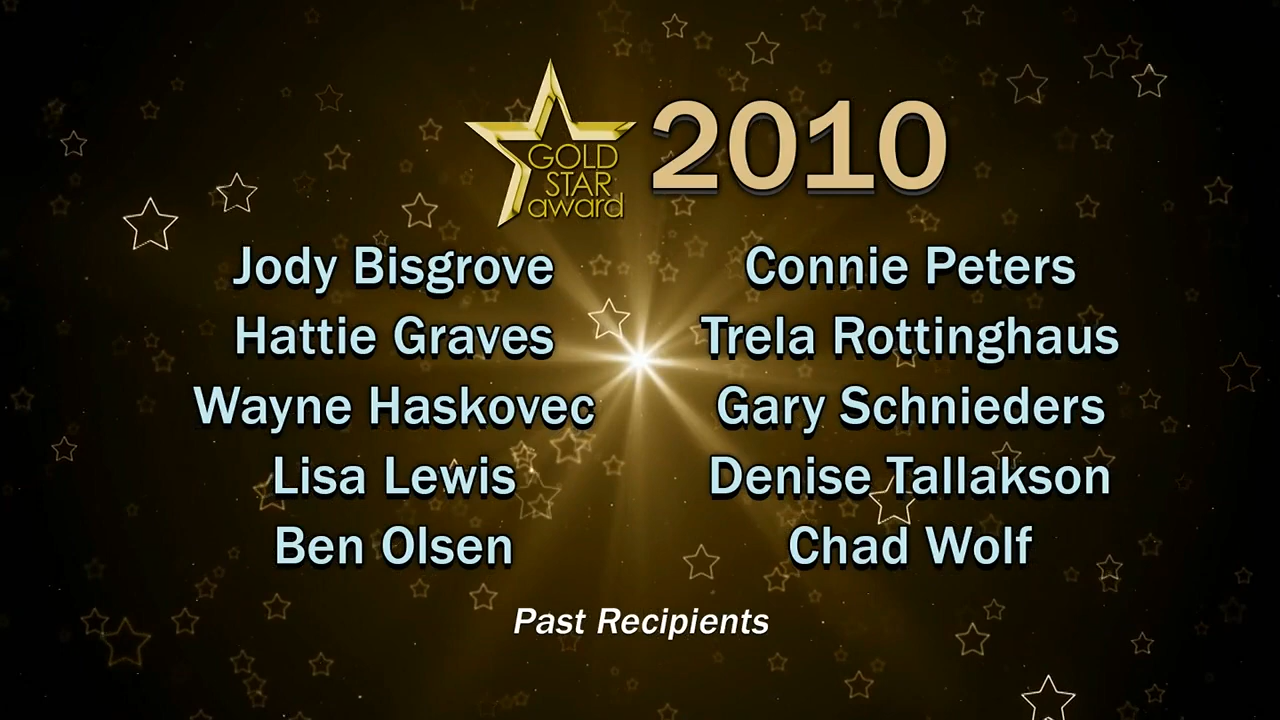 GOLD
STAR
award
2010
Jody Bisgrove
Hattie Graves
Wayne Haskovec
Lisa Lewis
Ben Olsen
Connie Peters
Trela Rottinghaus
Gary Schnieders
Denise Tallakson
Chad Wolf
Past Recipients